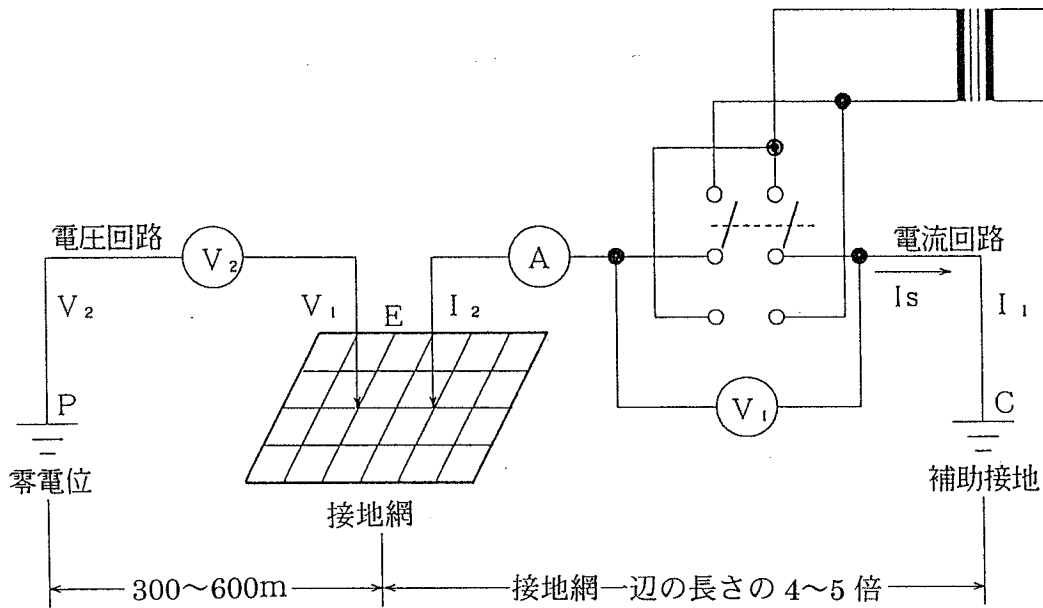 電圧回路
V₂
A
電流回路
V₂
V₁
E
I₂
Is
I₁
P
V₁
C
零電位
接地網
補助接地
300～600m
接地網一辺の長さの 4～5 倍